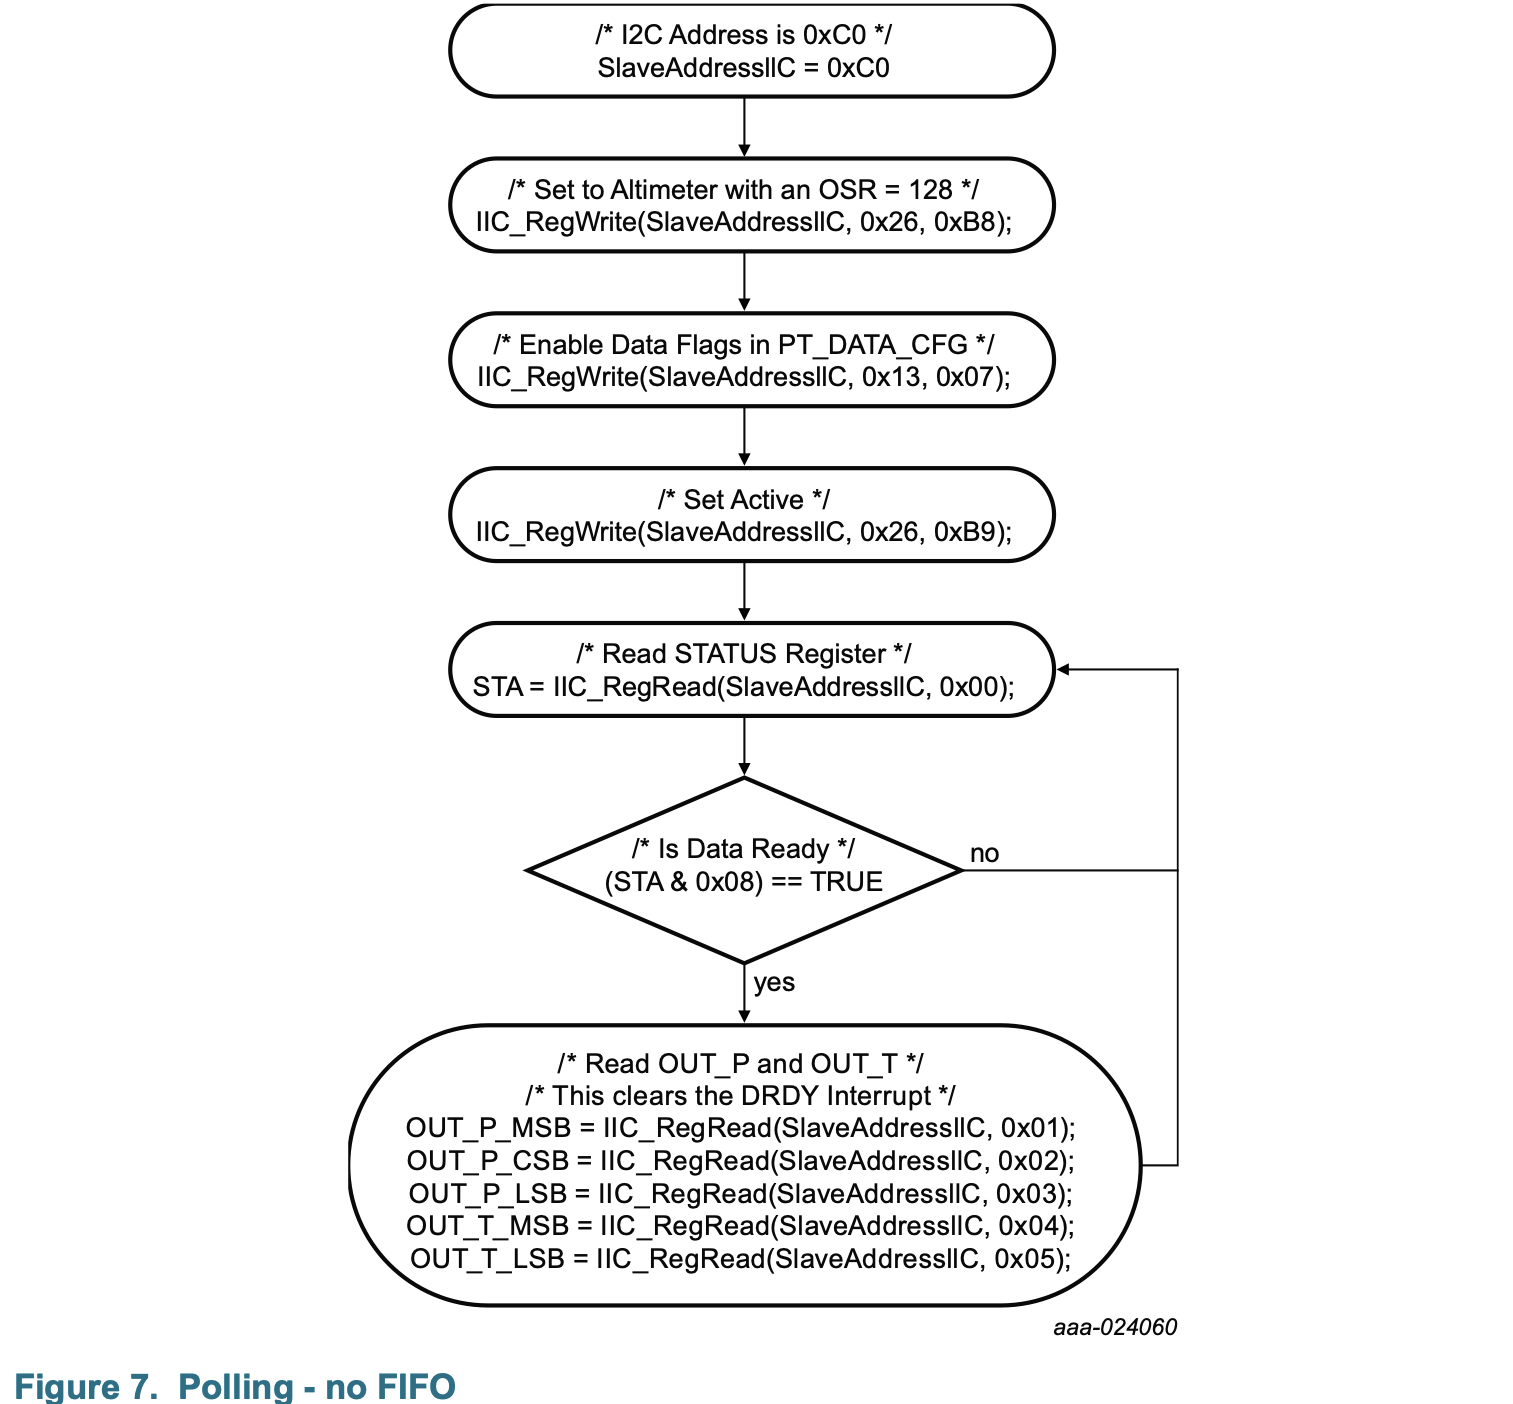 /* I2C Address is 0xC0 */
SlaveAddressIIC = 0xC0
/* Set to Altimeter with an OSR = 128 */
IIC_RegWrite(SlaveAddressIIC, 0x26, 0xB8);
/* Enable Data Flags in PT_DATA_CFG */
IIC_RegWrite(SlaveAddressIIC, 0x13, 0x07);
/* Set Active */
IIC_RegWrite(SlaveAddressIIC, 0x26, 0xB9);
/* Read STATUS Register */
STA = IIC_RegRead(SlaveAddressIIC, 0x00);
/* Is Data Ready */
(STA & 0x08) == TRUE
no
yes
/* Read OUT_P and OUT_T */
/* This clears the DRDY Interrupt */
OUT_P_MSB = IIC_RegRead(SlaveAddressIIC, 0x01);
OUT_P_CSB = IIC_RegRead(SlaveAddressIIC, 0x02);
OUT_P_LSB = IIC_RegRead(SlaveAddressIIC, 0x03);
OUT_T_MSB = IIC_RegRead(SlaveAddressIIC, 0x04);
OUT_T_LSB = IIC_RegRead(SlaveAddressIIC, 0x05);
aaa-024060
Figure 7. Polling - no FIFO